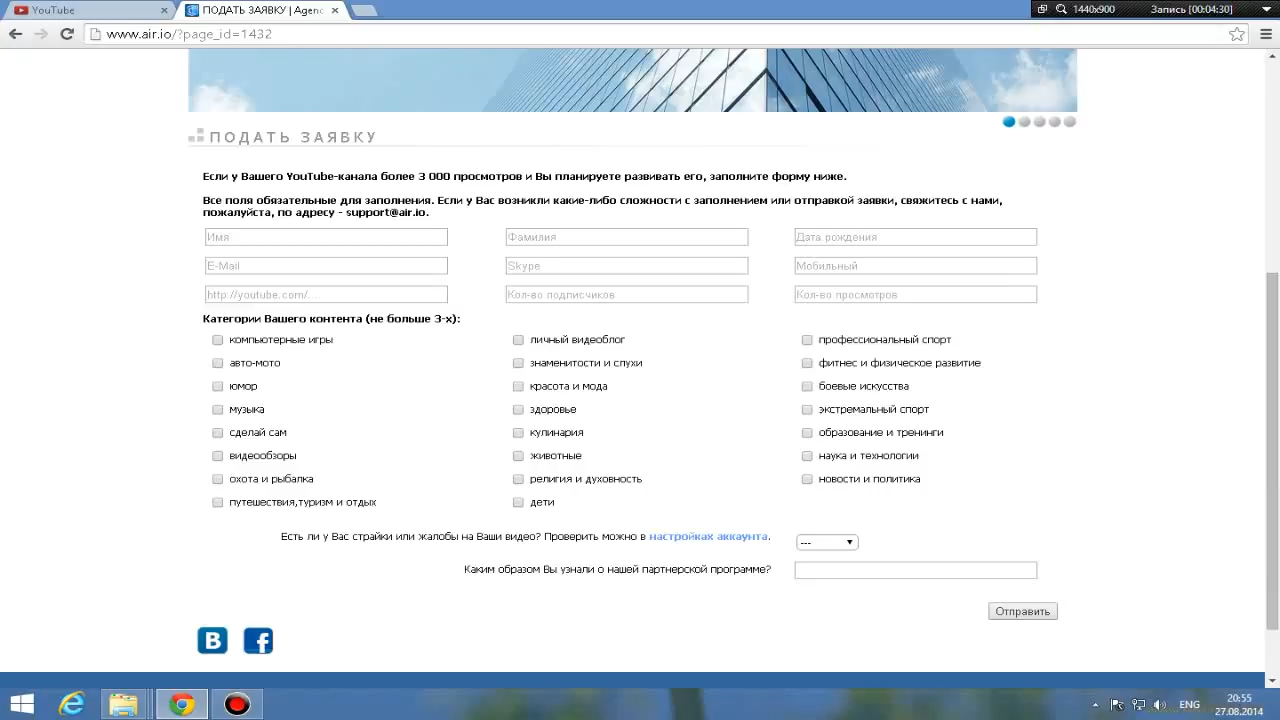 YouTube
ПОДАТЬ ЗАЯВКУ | Agenc
1440x900
Запись [00:04:30]
www.air.io/?page_id=1432
ПОДАТЬ ЗАЯВКУ
Если у Вашего YouTube-канала более 3 000 просмотров и Вы планируете развивать его, заполните форму ниже.
Все поля обязательные для заполнения. Если у Вас возникли какие-либо сложности с заполнением или отправкой заявки, свяжитесь с нами,
пожалуйста, по адресу - support@air.io.
Имя Фамилия Дата рождения
E-Mail Skype Мобильный
http://youtube.com/... Кол-во подписчиков Кол-во просмотров
Категории Вашего контента (не больше 3-х):
компьютерные игры личный видеоблог профессиональный спорт
авто-мото знаменитости и слухи фитнес и физическое развитие
юмор красота и мода боевые искусства
музыка здоровье экстремальный спорт
сделай сам кулинария образование и тренинги
видеообзоры животные наука и технологии
охота и рыбалка религия и духовность новости и политика
путешествия,туризм и отдых дети
Есть ли у Вас страйки или жалобы на Ваши видео? Проверить можно в настройках аккаунта. ---
Каким образом Вы узнали о нашей партнерской программе?
Отправить
B f
ENG
20:55
27.08.2014